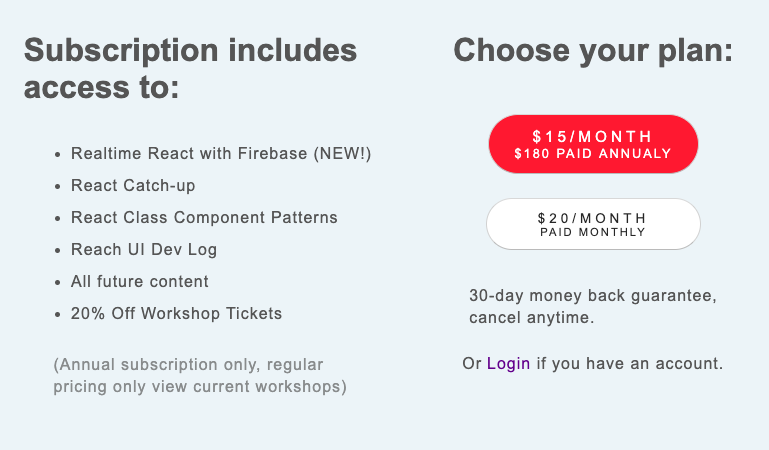 Subscription includes
access to:
• Realtime React with Firebase (NEW!)
• React Catch-up
• React Class Component Patterns
• Reach UI Dev Log
• All future content
• 20% Off Workshop Tickets
(Annual subscription only, regular
pricing only view current workshops)
Choose your plan:
$15/MONTH
$180 PAID ANNUALY
$20/MONTH
PAID MONTHLY
30-day money back guarantee,
cancel anytime.
Or Login if you have an account.